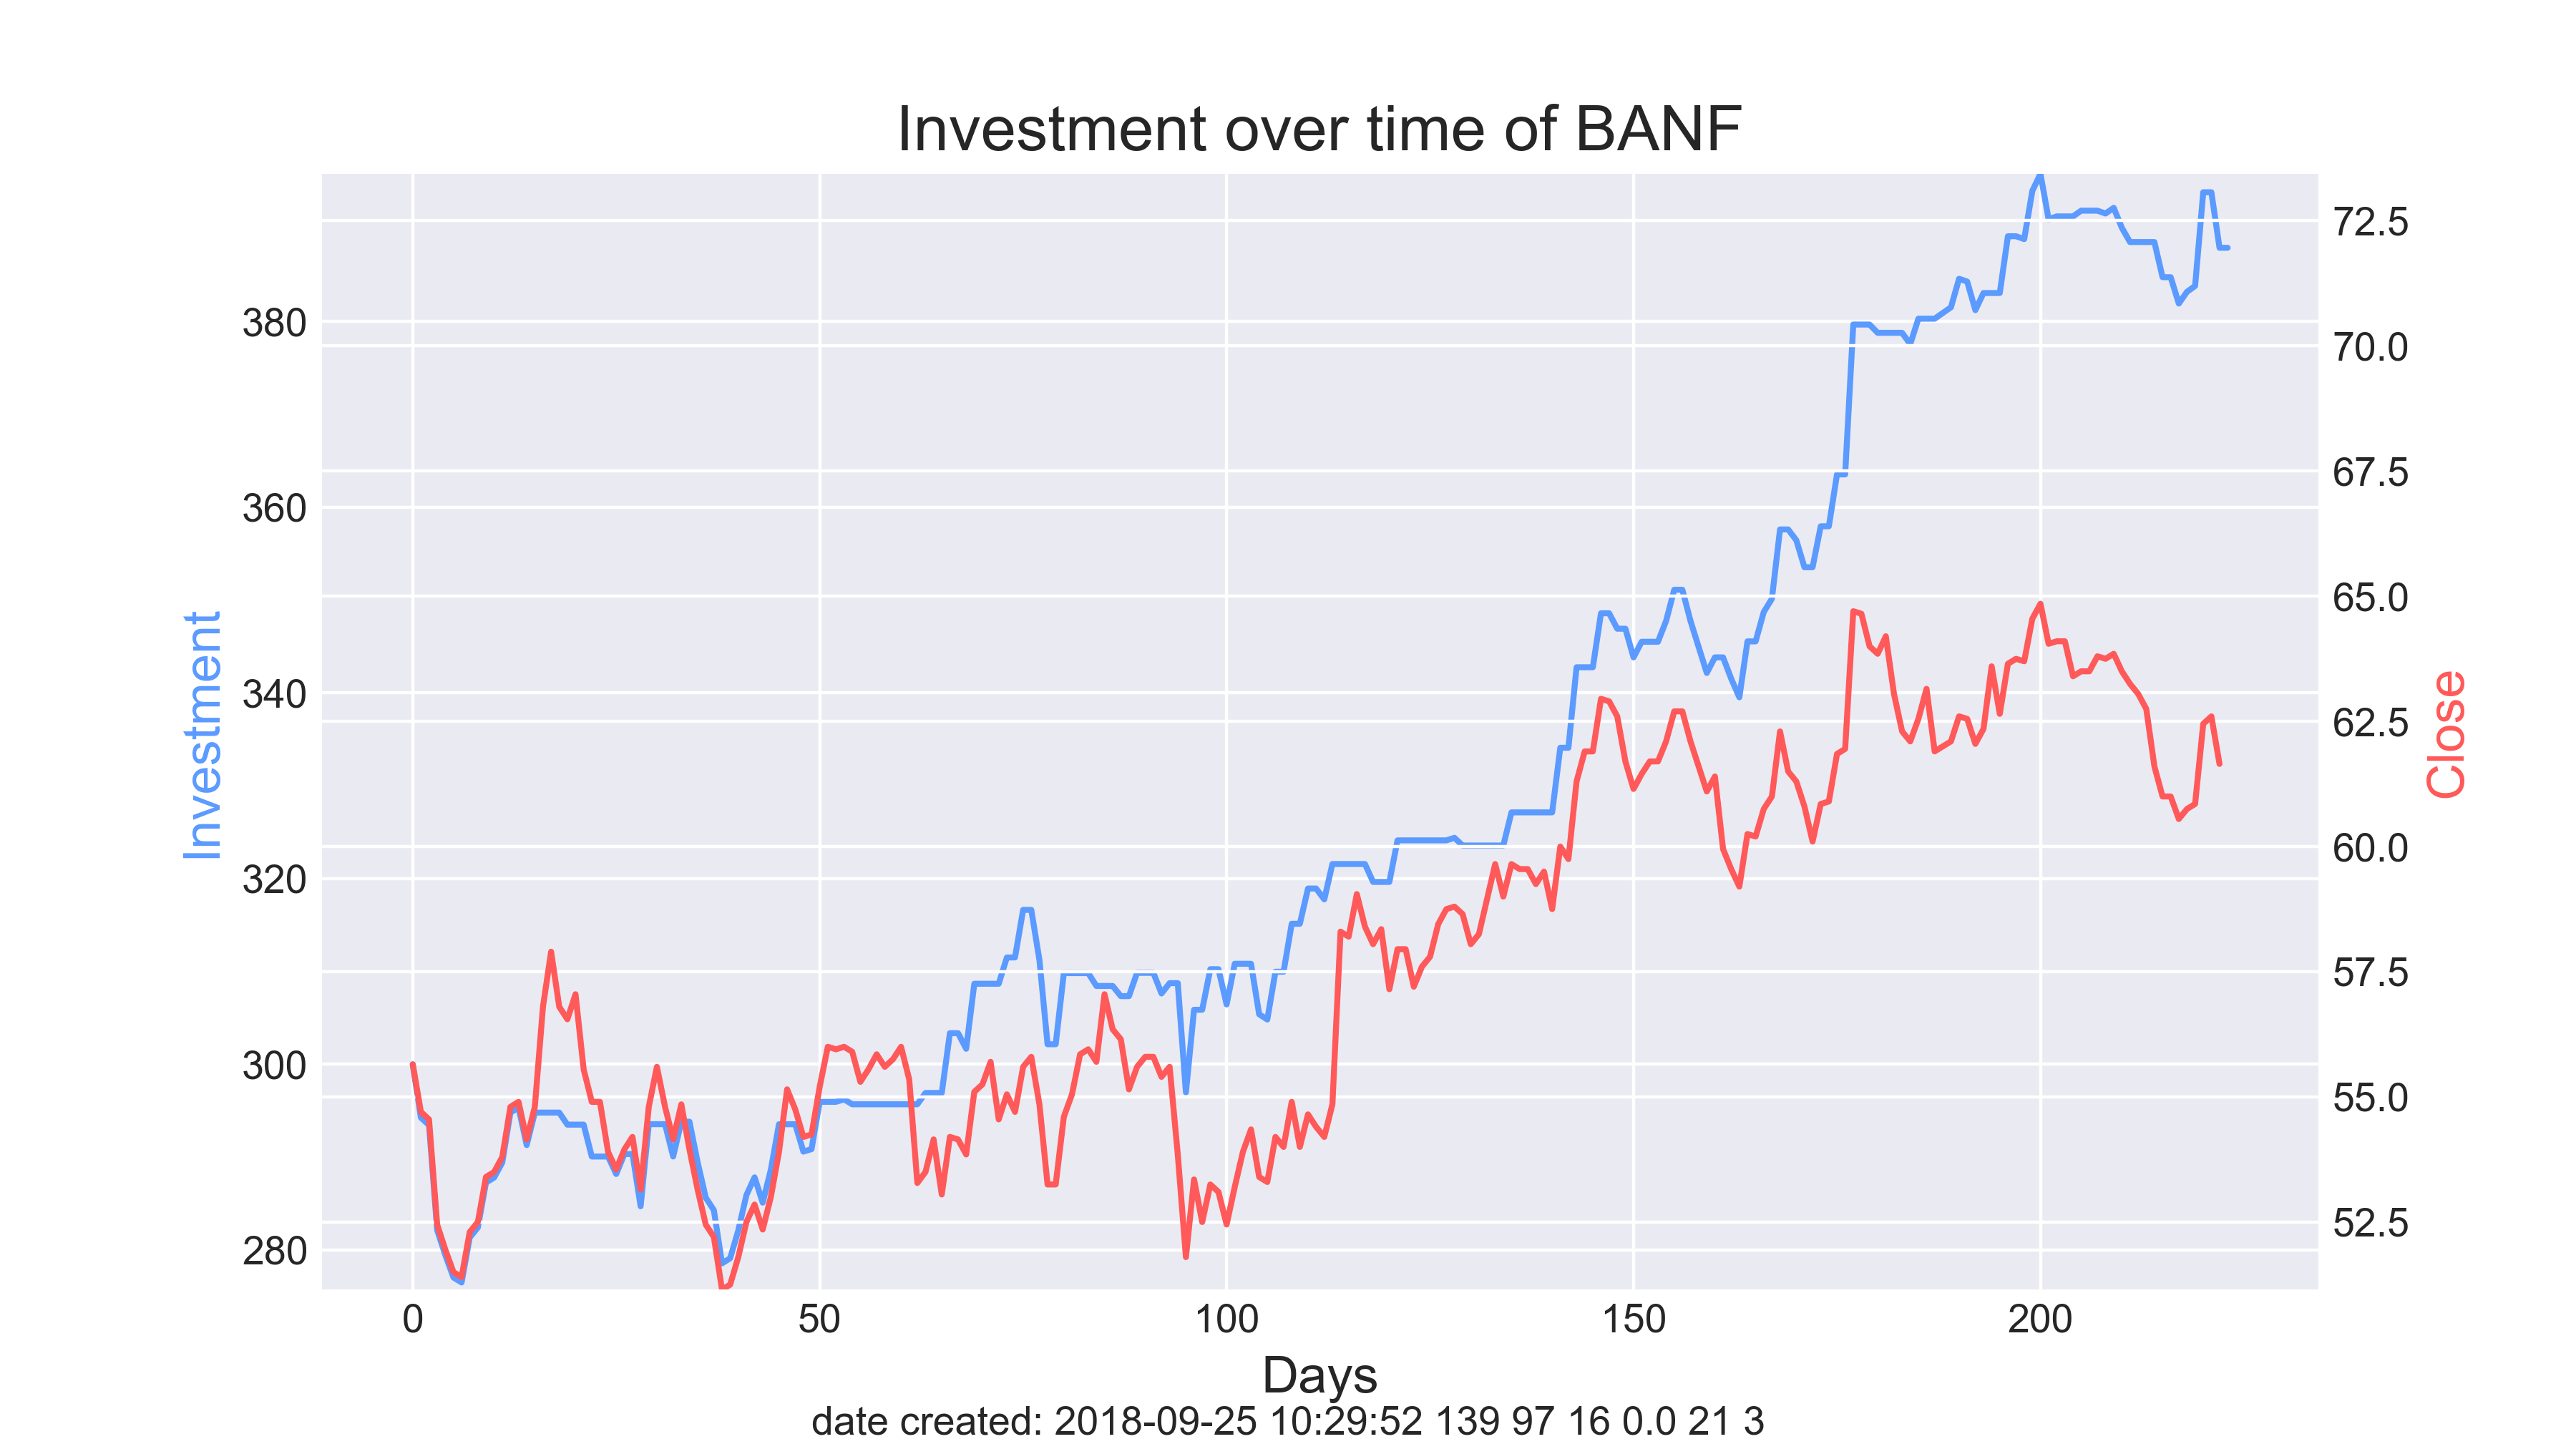 Investment over time of BANF
Investment
380
360
340
320
300
280
72.5
70.0
67.5
65.0
62.5
60.0
57.5
55.0
52.5
Close
0 50 100 150 200
Days
date created: 2018-09-25 10:29:52 139 97 16 0.0 21 3